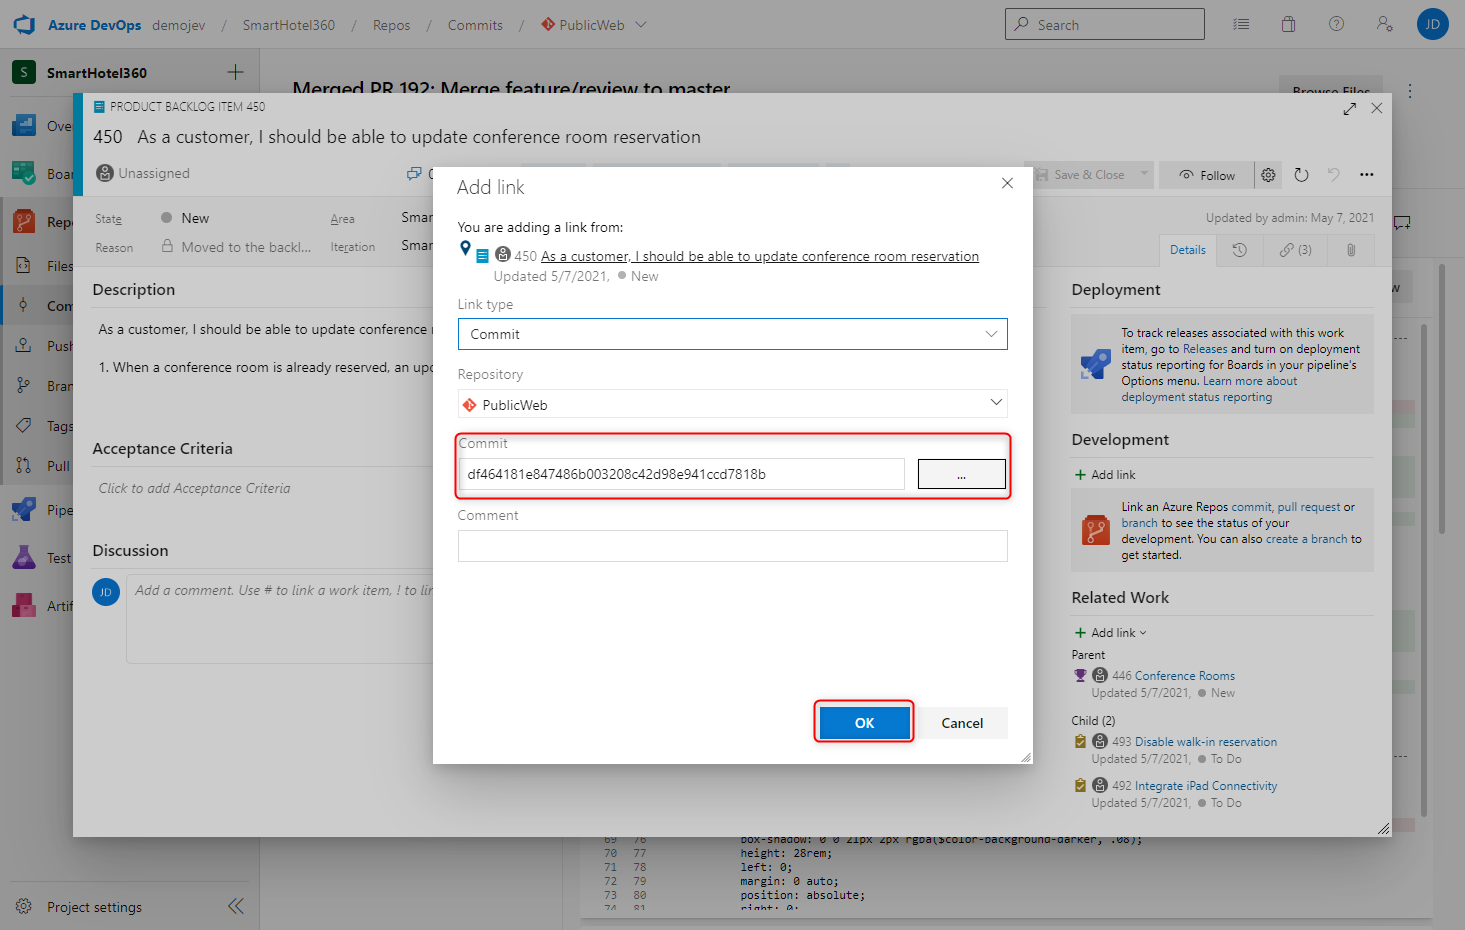 Azure DevOps demojev / SmartHotel360 / Repos / Commits / PublicWeb
Search
JD
S SmartHotel360
Merged PR 192: Merge feature/review to master
Browse Files
PRODUCT BACKLOG ITEM 450
450 As a customer, I should be able to update conference room reservation
Unassigned
Save & Close
Follow
State
New
Area
Reason
Moved to the backl...
Iteration
Updated by admin: May 7, 2021
Details
(3)
Files
Description
As a customer, I should be able to update conference
1. When a conference room is already reserved, an
Acceptance Criteria
Click to add Acceptance Criteria
Discussion
JD
Add a comment. Use # to link a work item, ! to
Tags
Pull
Test
Add link
You are adding a link from:
450 As a customer, I should be able to update conference room reservation
Updated 5/7/2021, New
Link type
Commit
Repository
PublicWeb
Commit
df464181e847486b003208c42d98e941ccd7818b
...
Comment
OK
Cancel
Deployment
To track releases associated with this work
item, go to Releases and turn on deployment
status reporting for Boards in your pipeline's
Options menu. Learn more about
deployment status reporting
Development
Add link
Link an Azure Repos commit, pull request or
branch to see the status of your
development. You can also create a branch to
get started.
Related Work
Add link
Parent
446 Conference Rooms
Updated 5/7/2021, New
Child (2)
493 Disable walk-in reservation
Updated 5/7/2021, To Do
492 Integrate iPad Connectivity
Updated 5/7/2021, To Do
69 76 box-shadow: 0 0 21px 2px rgba($color-background-darker, .08);
70 77 height: 28rem;
71 78 left: 0;
72 79 margin: 0 auto;
73 80 position: absolute;
74 81 right: 0;
Project settings